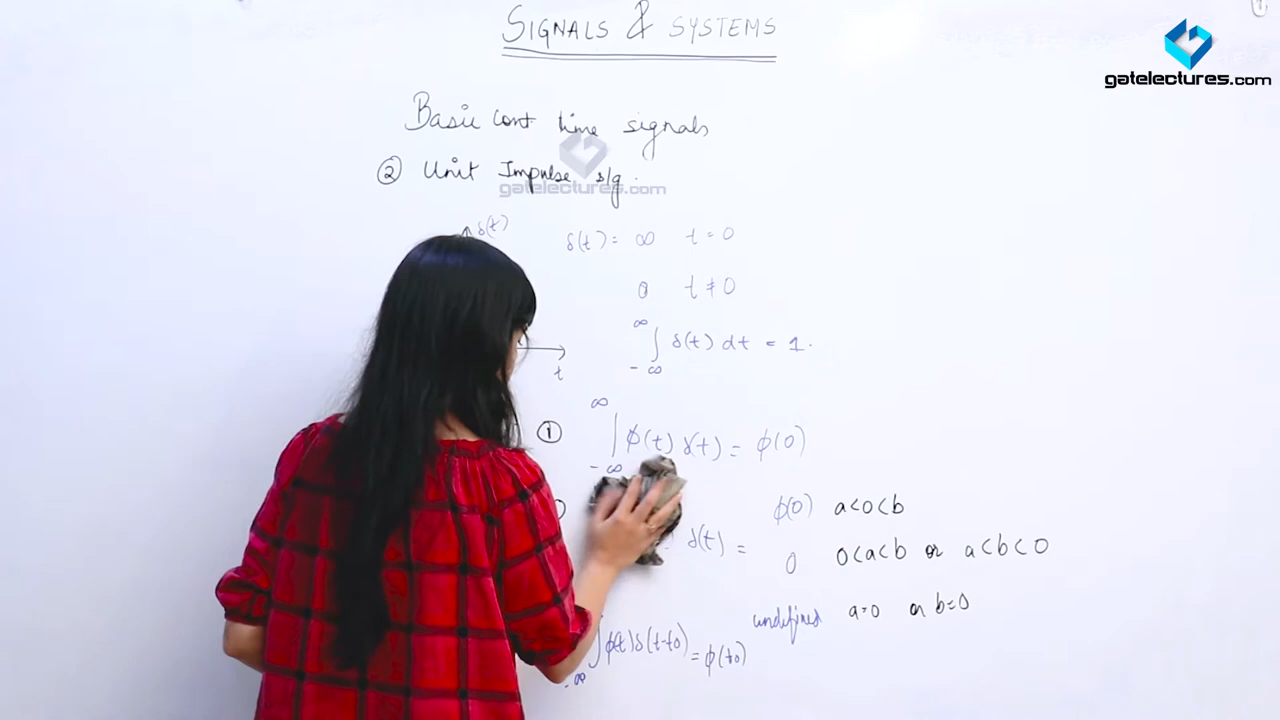 SIGNALS & SYSTEMS
gatelectures.com
Basic cont time signals
② Unit Impulse s/g.
gatelectures.com
δ(t)
δ(t) = ∞ t = 0
0 t ≠ 0
∞
∫ δ(t) dt = 1.
-∞
t
∞
① ∫ φ(t) δ(t) = φ(0)
-∞
φ(0) a<0<b
δ(t) =
0 0<a<b or a<b<0
undefined a=0 or b=0
∫ φ(t) δ(t-t0) = φ(t0)
-∞